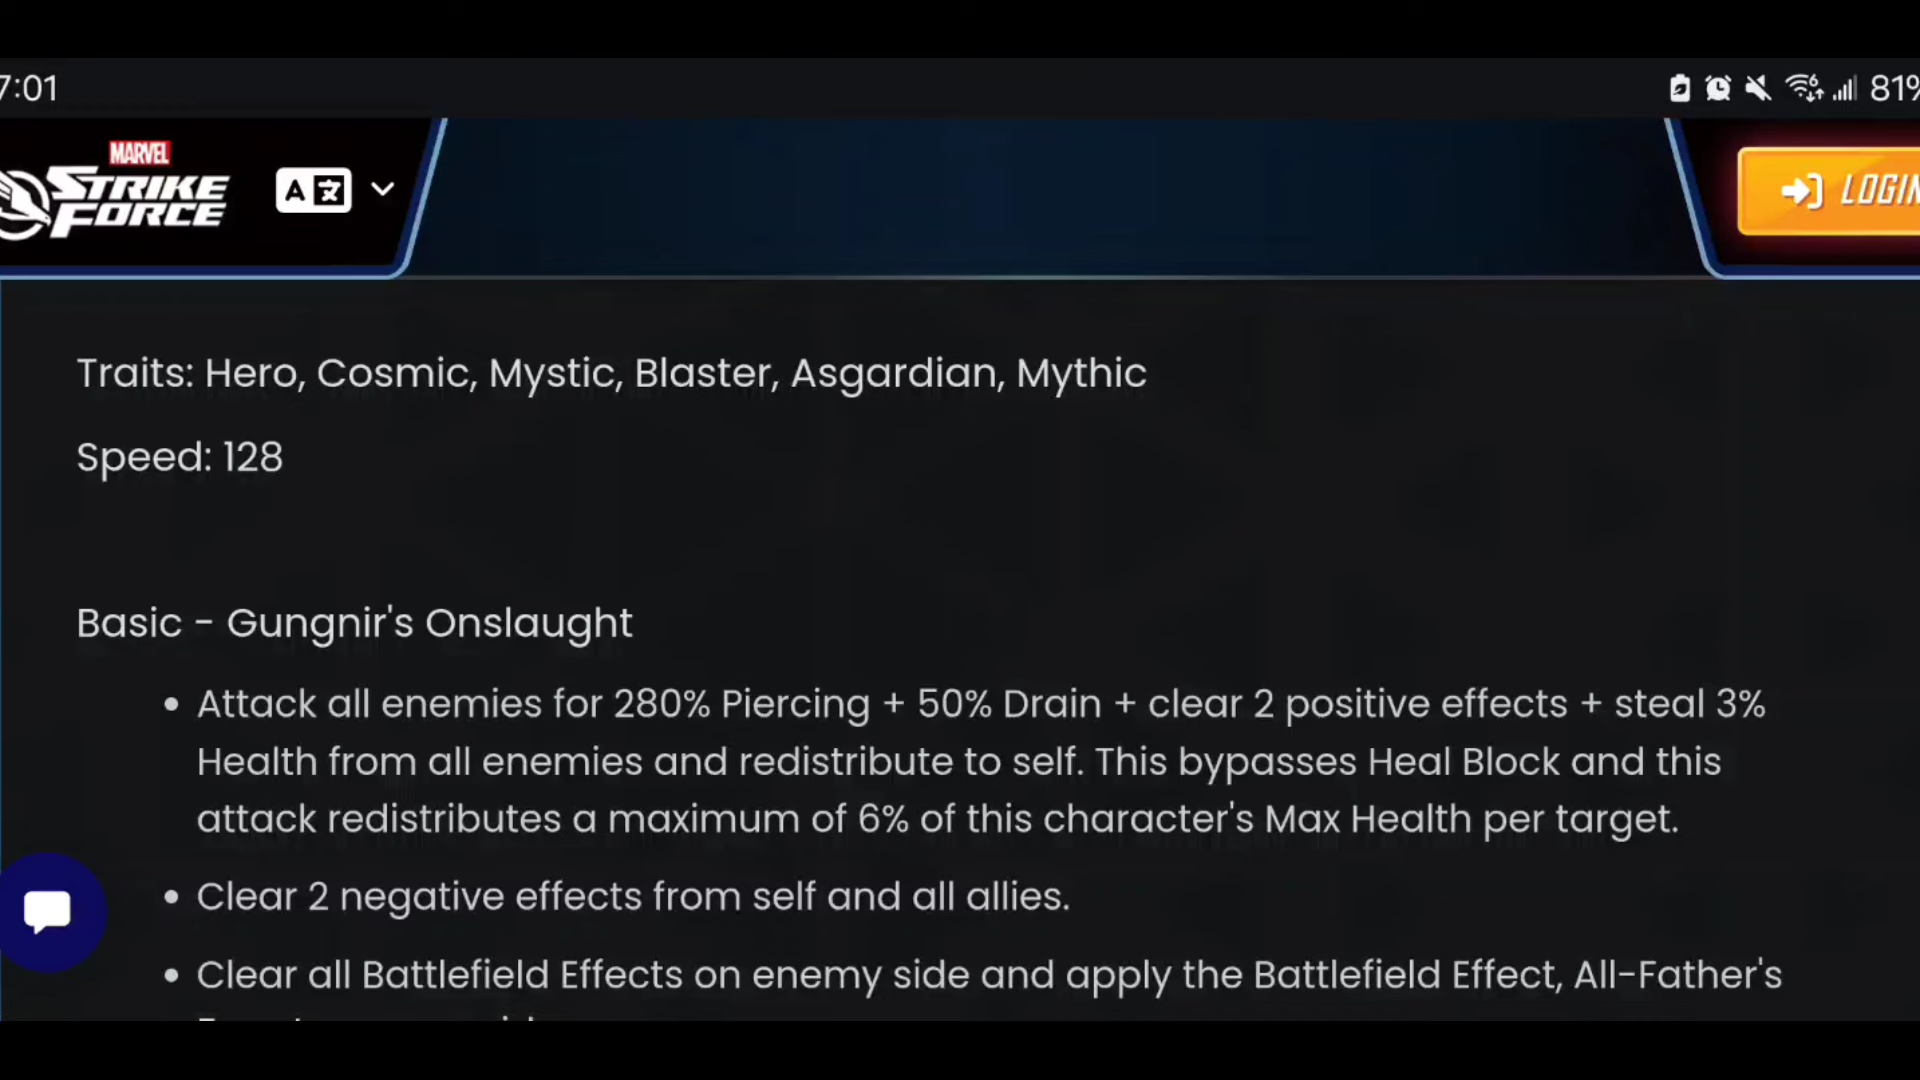 7:01
81%
MARVEL
STRIKE
FORCE
A
LOGIN
Traits: Hero, Cosmic, Mystic, Blaster, Asgardian, Mythic
Speed: 128
Basic - Gungnir's Onslaught
• Attack all enemies for 280% Piercing + 50% Drain + clear 2 positive effects + steal 3%
Health from all enemies and redistribute to self. This bypasses Heal Block and this
attack redistributes a maximum of 6% of this character's Max Health per target.
• Clear 2 negative effects from self and all allies.
• Clear all Battlefield Effects on enemy side and apply the Battlefield Effect, All-Father's